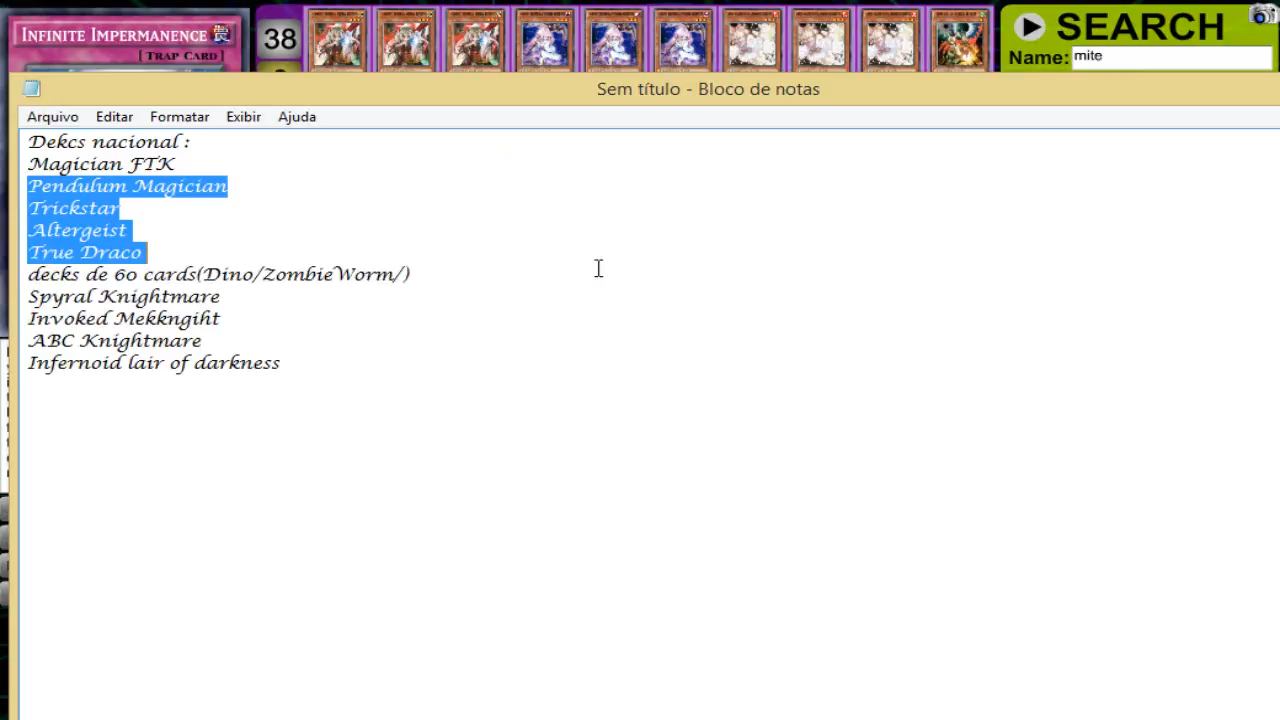 INFINITE IMPERMANENCE
[TRAP CARD]
38
SEARCH
Name: mite
Sem título - Bloco de notas
Arquivo Editar Formatar Exibir Ajuda
Dekcs nacional :
Magician FTK
Pendulum Magician
Trickstar
Altergeist
True Draco
decks de 60 cards(Dino/ZombieWorm/)
Spyral Knightmare
Invoked Mekkngiht
ABC Knightmare
Infernoid lair of darkness